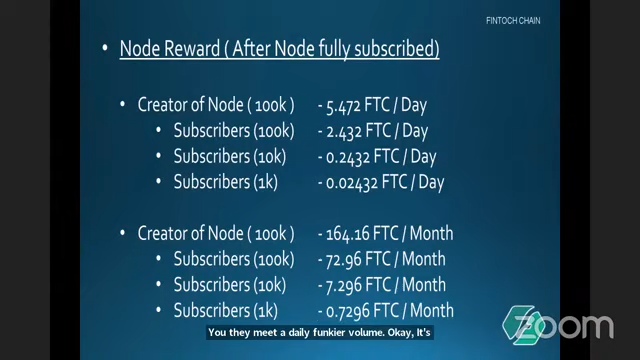 FINTOCH CHAIN
• Node Reward ( After Node fully subscribed)
• Creator of Node ( 100k ) - 5.472 FTC / Day
• Subscribers (100k) - 2.432 FTC / Day
• Subscribers (10k) - 0.2432 FTC / Day
• Subscribers (1k) - 0.02432 FTC / Day
• Creator of Node ( 100k ) - 164.16 FTC / Month
• Subscribers (100k) - 72.96 FTC / Month
• Subscribers (10k) - 7.296 FTC / Month
• Subscribers (1k) - 0.7296 FTC / Month
zoom
You they meet a daily funkier volume. Okay, It's